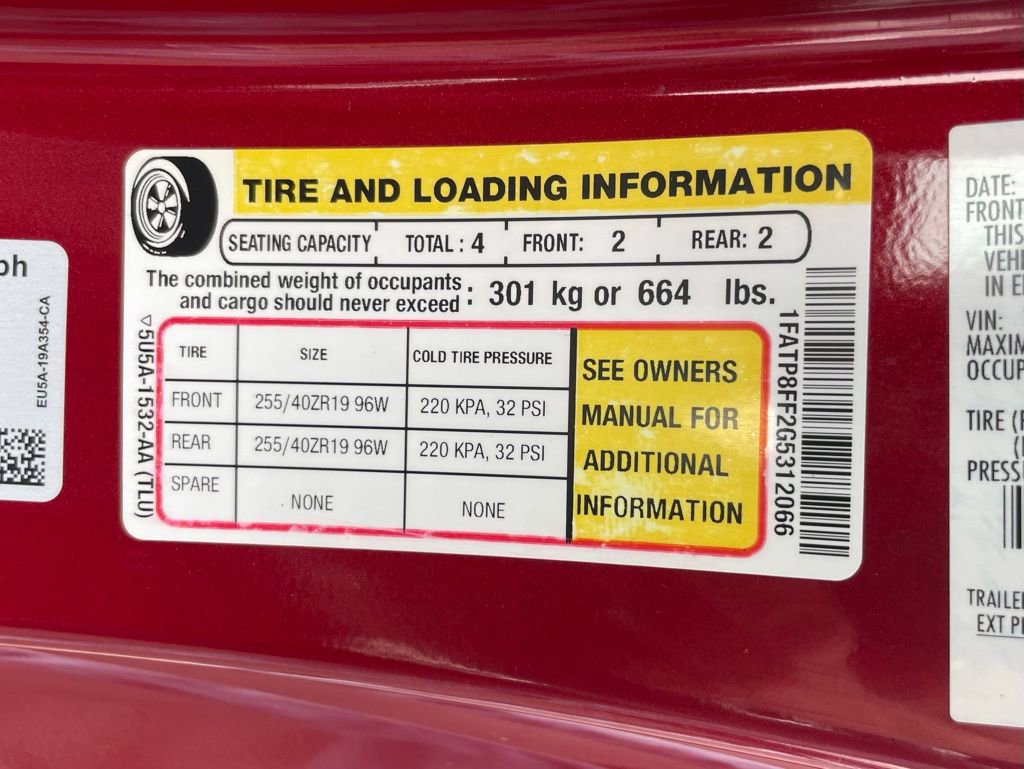 ph
EU5A-19A354-CA
TIRE AND LOADING INFORMATION
SEATING CAPACITY TOTAL : 4 FRONT: 2 REAR: 2
The combined weight of occupants
and cargo should never exceed : 301 kg or 664 lbs.
5U5A-1532-AA (TLU)
TIRE SIZE COLD TIRE PRESSURE
FRONT 255/40ZR19 96W 220 KPA, 32 PSI
REAR 255/40ZR19 96W 220 KPA, 32 PSI
SPARE NONE NONE
SEE OWNERS
MANUAL FOR
ADDITIONAL
INFORMATION
1FATP8FF2G5312066
DATE:
FRONT
THIS
VEHI
IN E
VIN:
MAXIM
OCCUP
TIRE (F
PRESS
TRAILE
EXT P